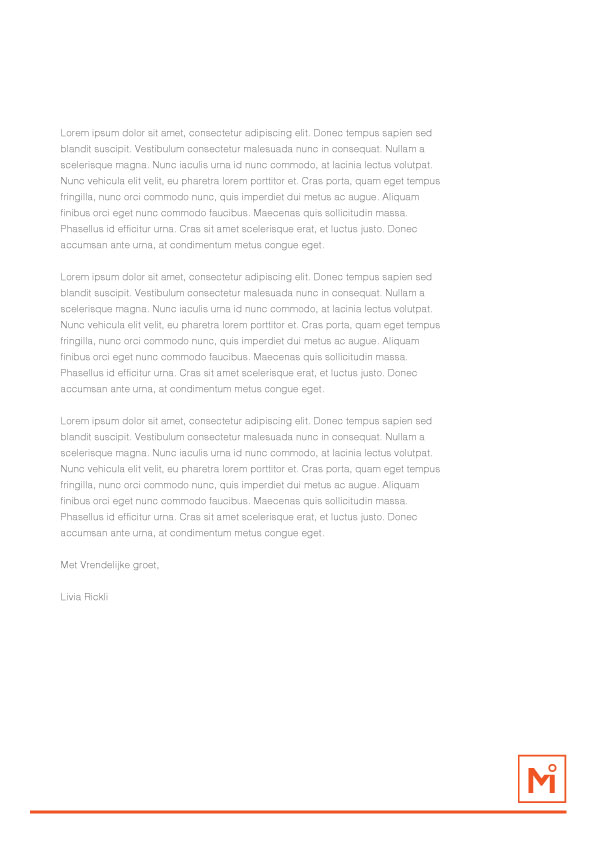 Lorem ipsum dolor sit amet, consectetur adipiscing elit. Donec tempus sapien sed
blandit suscipit. Vestibulum consectetur malesuada nunc in consequat. Nullam a
scelerisque magna. Nunc iaculis urna id nunc commodo, at lacinia lectus volutpat.
Nunc vehicula elit velit, eu pharetra lorem porttitor et. Cras porta, quam eget tempus
fringilla, nunc orci commodo nunc, quis imperdiet dui metus ac augue. Aliquam
finibus orci eget nunc commodo faucibus. Maecenas quis sollicitudin massa.
Phasellus id efficitur urna. Cras sit amet scelerisque erat, et luctus justo. Donec
accumsan ante urna, at condimentum metus congue eget.
Lorem ipsum dolor sit amet, consectetur adipiscing elit. Donec tempus sapien sed
blandit suscipit. Vestibulum consectetur malesuada nunc in consequat. Nullam a
scelerisque magna. Nunc iaculis urna id nunc commodo, at lacinia lectus volutpat.
Nunc vehicula elit velit, eu pharetra lorem porttitor et. Cras porta, quam eget tempus
fringilla, nunc orci commodo nunc, quis imperdiet dui metus ac augue. Aliquam
finibus orci eget nunc commodo faucibus. Maecenas quis sollicitudin massa.
Phasellus id efficitur urna. Cras sit amet scelerisque erat, et luctus justo. Donec
accumsan ante urna, at condimentum metus congue eget.
Lorem ipsum dolor sit amet, consectetur adipiscing elit. Donec tempus sapien sed
blandit suscipit. Vestibulum consectetur malesuada nunc in consequat. Nullam a
scelerisque magna. Nunc iaculis urna id nunc commodo, at lacinia lectus volutpat.
Nunc vehicula elit velit, eu pharetra lorem porttitor et. Cras porta, quam eget tempus
fringilla, nunc orci commodo nunc, quis imperdiet dui metus ac augue. Aliquam
finibus orci eget nunc commodo faucibus. Maecenas quis sollicitudin massa.
Phasellus id efficitur urna. Cras sit amet scelerisque erat, et luctus justo. Donec
accumsan ante urna, at condimentum metus congue eget.
Met Vrendelijke groet,
Livia Rickli
Mi